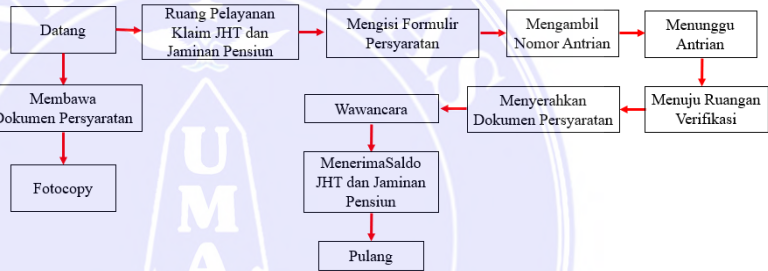 Datang
Ruang Pelayanan
Klaim JHT dan
Jaminan Pensiun
Mengisi Formulir
Persyaratan
Mengambil
Nomor Antrian
Menunggu
Antrian
Membawa
Dokumen Persyaratan
Wawancara
Menyerahkan
Dokumen Persyaratan
Menuju Ruangan
Verifikasi
Fotocopy
MenerimaSaldo
JHT dan Jaminan
Pensiun
Pulang
UMA